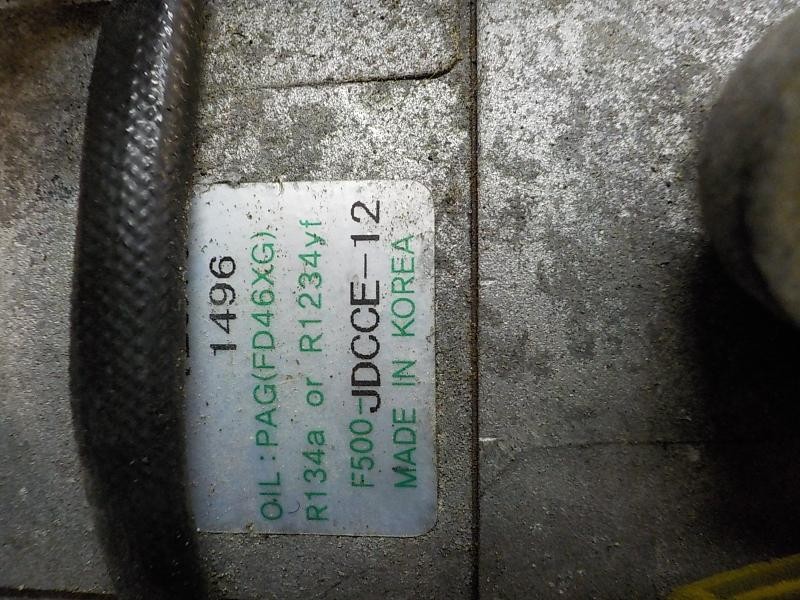 1496
OIL : PAG(FD46XG),
R134a or R1234yf
F500-JDCCE-12
MADE IN KOREA